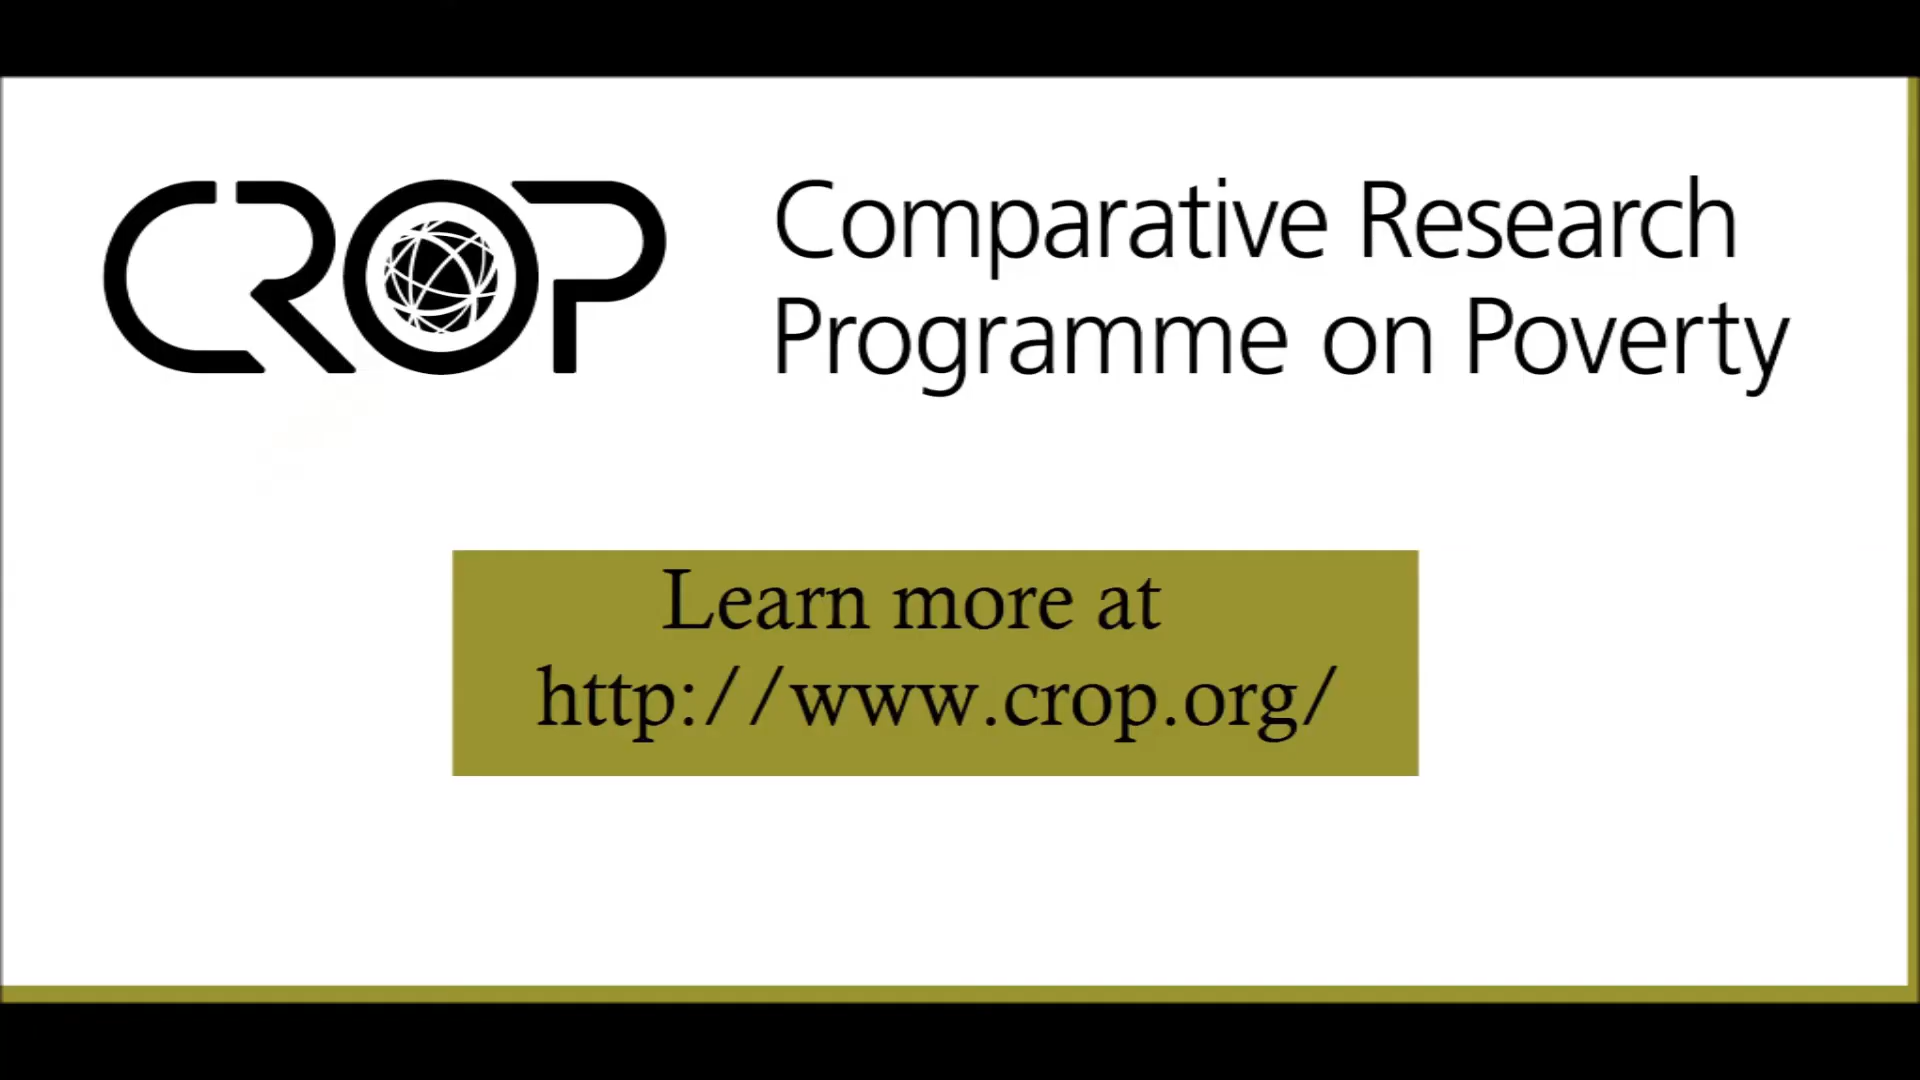 CROP
Comparative Research
Programme on Poverty
Learn more at
http://www.crop.org/